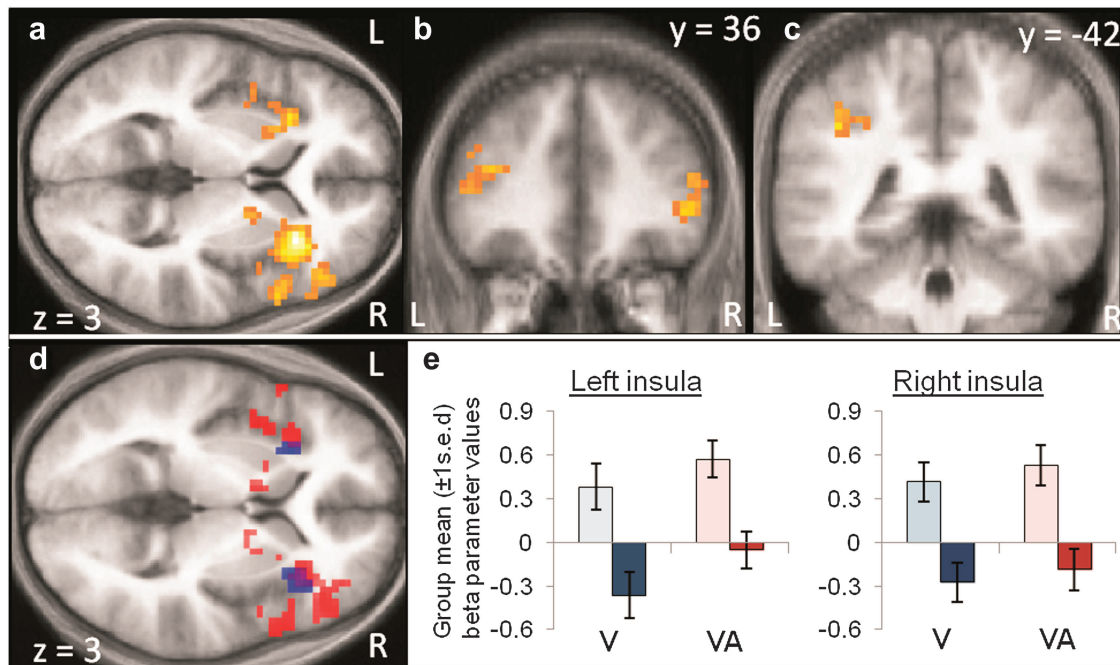 a
L
z = 3
R
b
y = 36
L
R
c
y = -42
L
R
d
L
z = 3
R
e
Left insula
Right insula
Group mean (±1s.e.d)
beta parameter values
0.9
0.6
0.3
0
-0.3
-0.6
V
VA
0.9
0.6
0.3
0
-0.3
-0.6
V
VA